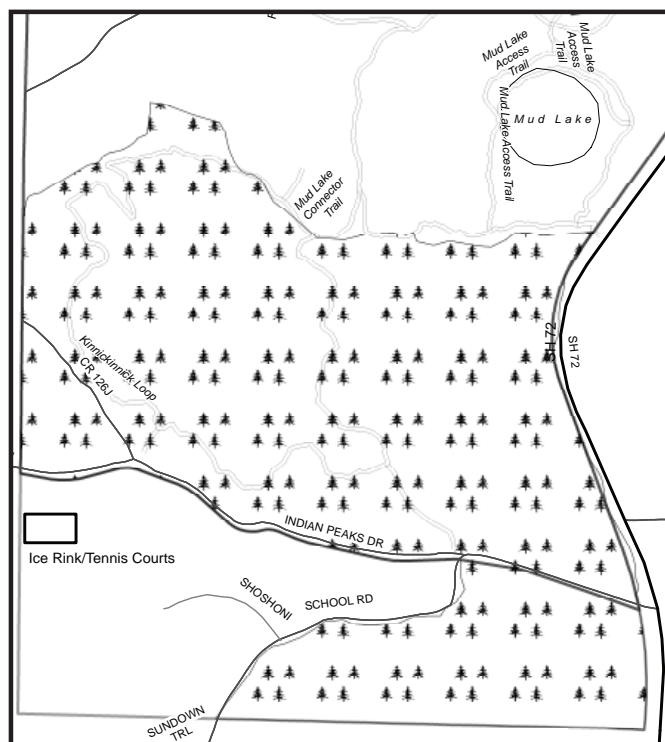 Mud Lake
Access
Trail
Mud Lake
Access
Trail
Mud Lake
Mud Lake Access Trail
Mud Lake
Connector
Trail
SH 72
SH 72
Kinnickinnick Loop
CR 126J
INDIAN PEAKS DR
Ice Rink/Tennis Courts
SHOSHONI
SCHOOL RD
SUNDOWN
TRL